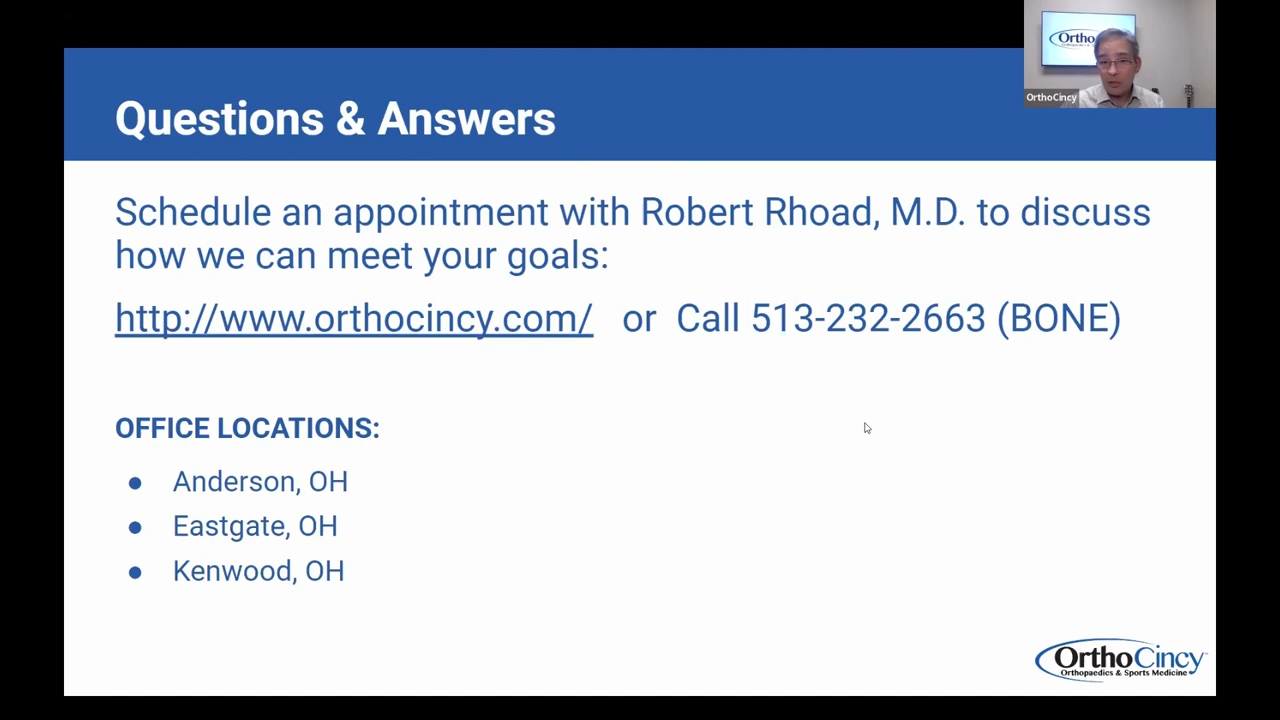 Ortho
OrthoCincy
Questions & Answers
Schedule an appointment with Robert Rhoad, M.D. to discuss
how we can meet your goals:
http://www.orthocincy.com/ or Call 513-232-2663 (BONE)
OFFICE LOCATIONS:
● Anderson, OH
● Eastgate, OH
● Kenwood, OH
OrthoCincy™
Orthopaedics & Sports Medicine